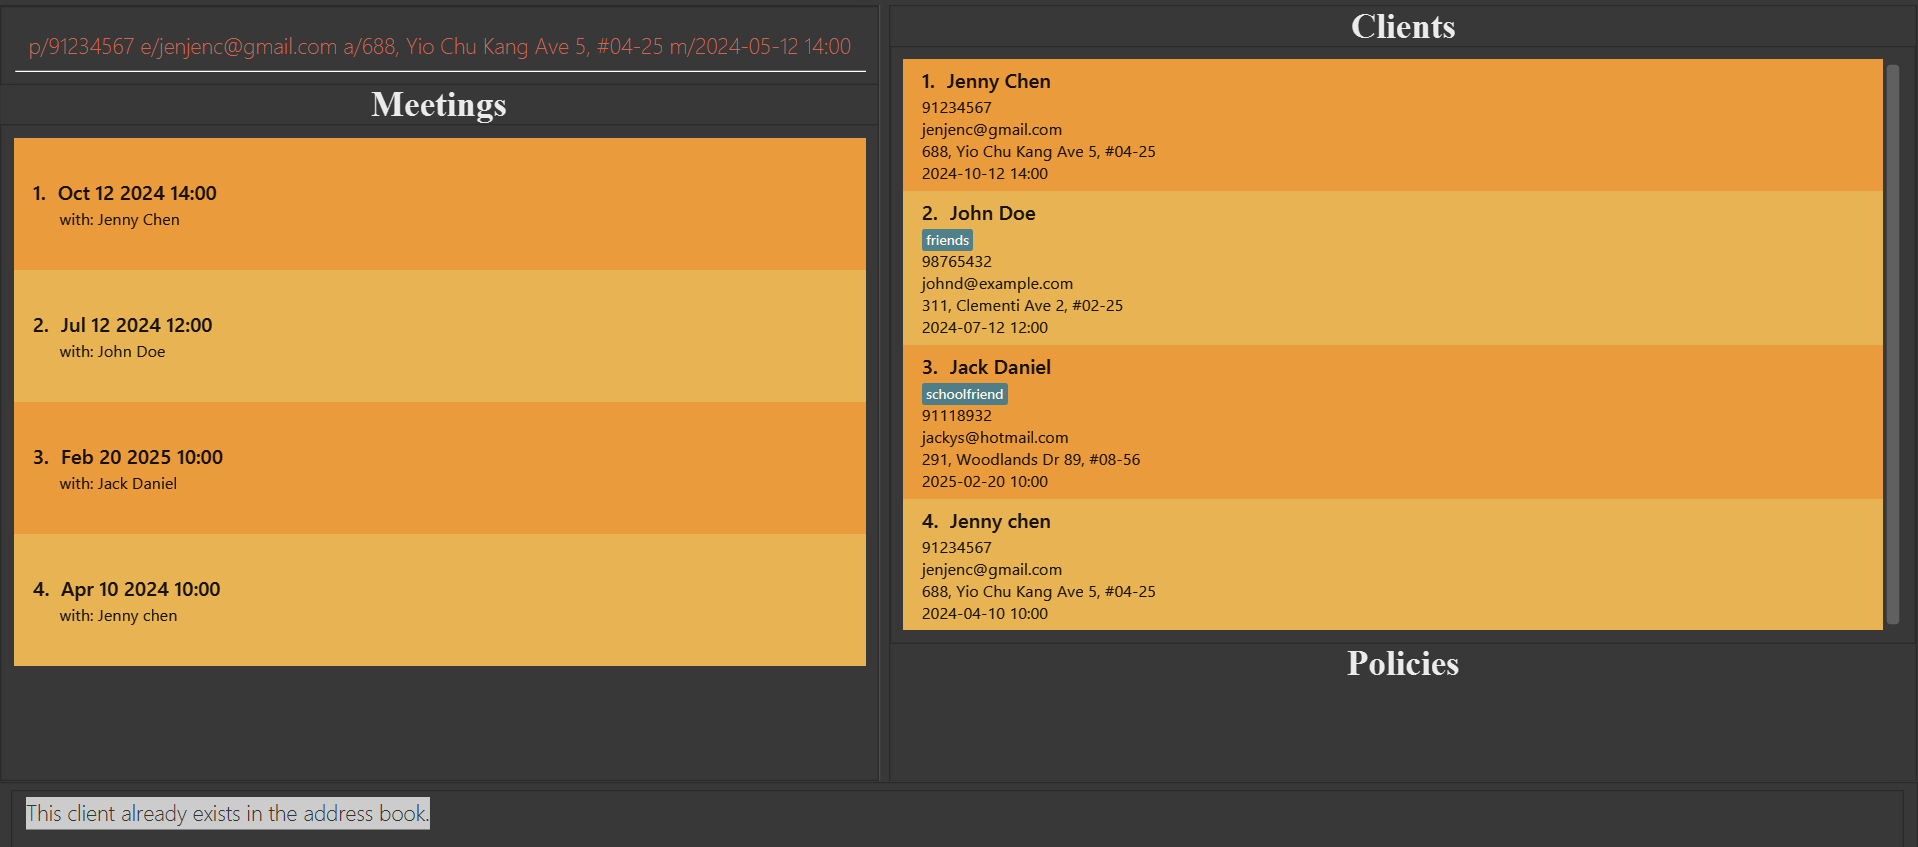 p/91234567 e/jenjenc@gmail.com a/688, Yio Chu Kang Ave 5, #04-25 m/2024-05-12 14:00
Meetings
1. Oct 12 2024 14:00
with: Jenny Chen
2. Jul 12 2024 12:00
with: John Doe
3. Feb 20 2025 10:00
with: Jack Daniel
4. Apr 10 2024 10:00
with: Jenny chen
Clients
1. Jenny Chen
91234567
jenjenc@gmail.com
688, Yio Chu Kang Ave 5, #04-25
2024-10-12 14:00
2. John Doe
friends
98765432
johnd@example.com
311, Clementi Ave 2, #02-25
2024-07-12 12:00
3. Jack Daniel
schoolfriend
91118932
jackys@hotmail.com
291, Woodlands Dr 89, #08-56
2025-02-20 10:00
4. Jenny chen
91234567
jenjenc@gmail.com
688, Yio Chu Kang Ave 5, #04-25
2024-04-10 10:00
Policies
This client already exists in the address book.